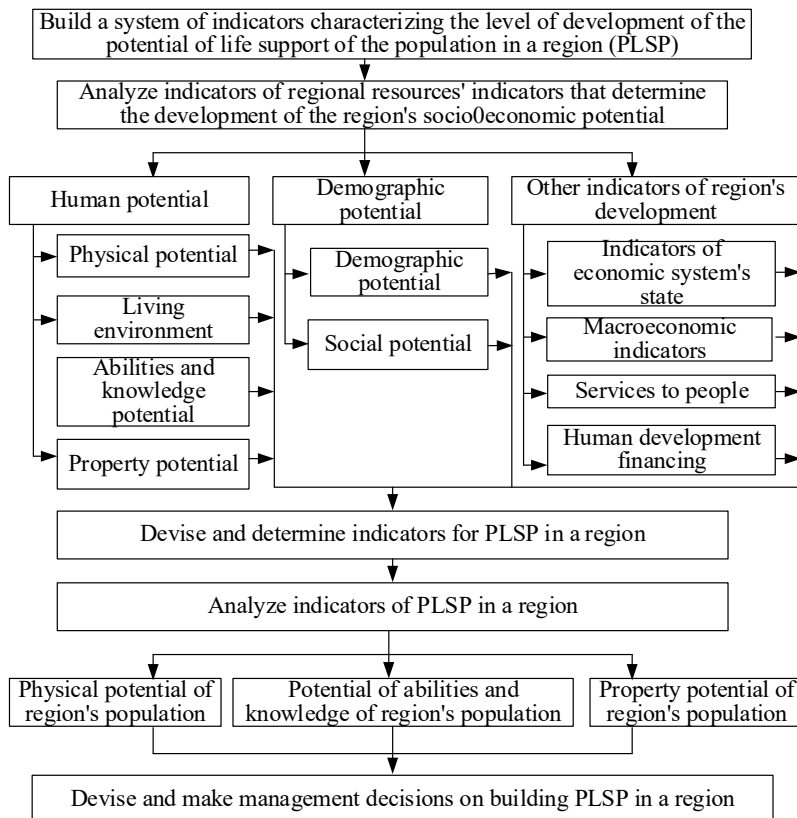 Build a system of indicators characterizing the level of development of the
potential of life support of the population in a region (PLSP)
Analyze indicators of regional resources' indicators that determine
the development of the region's socio0economic potential
Human potential
Demographic
potential
Other indicators of region's
development
Physical potential
Living
environment
Abilities and
knowledge
potential
Property potential
Demographic
potential
Social potential
Indicators of
economic system's
state
Macroeconomic
indicators
Services to people
Human development
financing
Devise and determine indicators for PLSP in a region
Analyze indicators of PLSP in a region
Physical potential of
region's population
Potential of abilities and
knowledge of region's population
Property potential of
region's population
Devise and make management decisions on building PLSP in a region